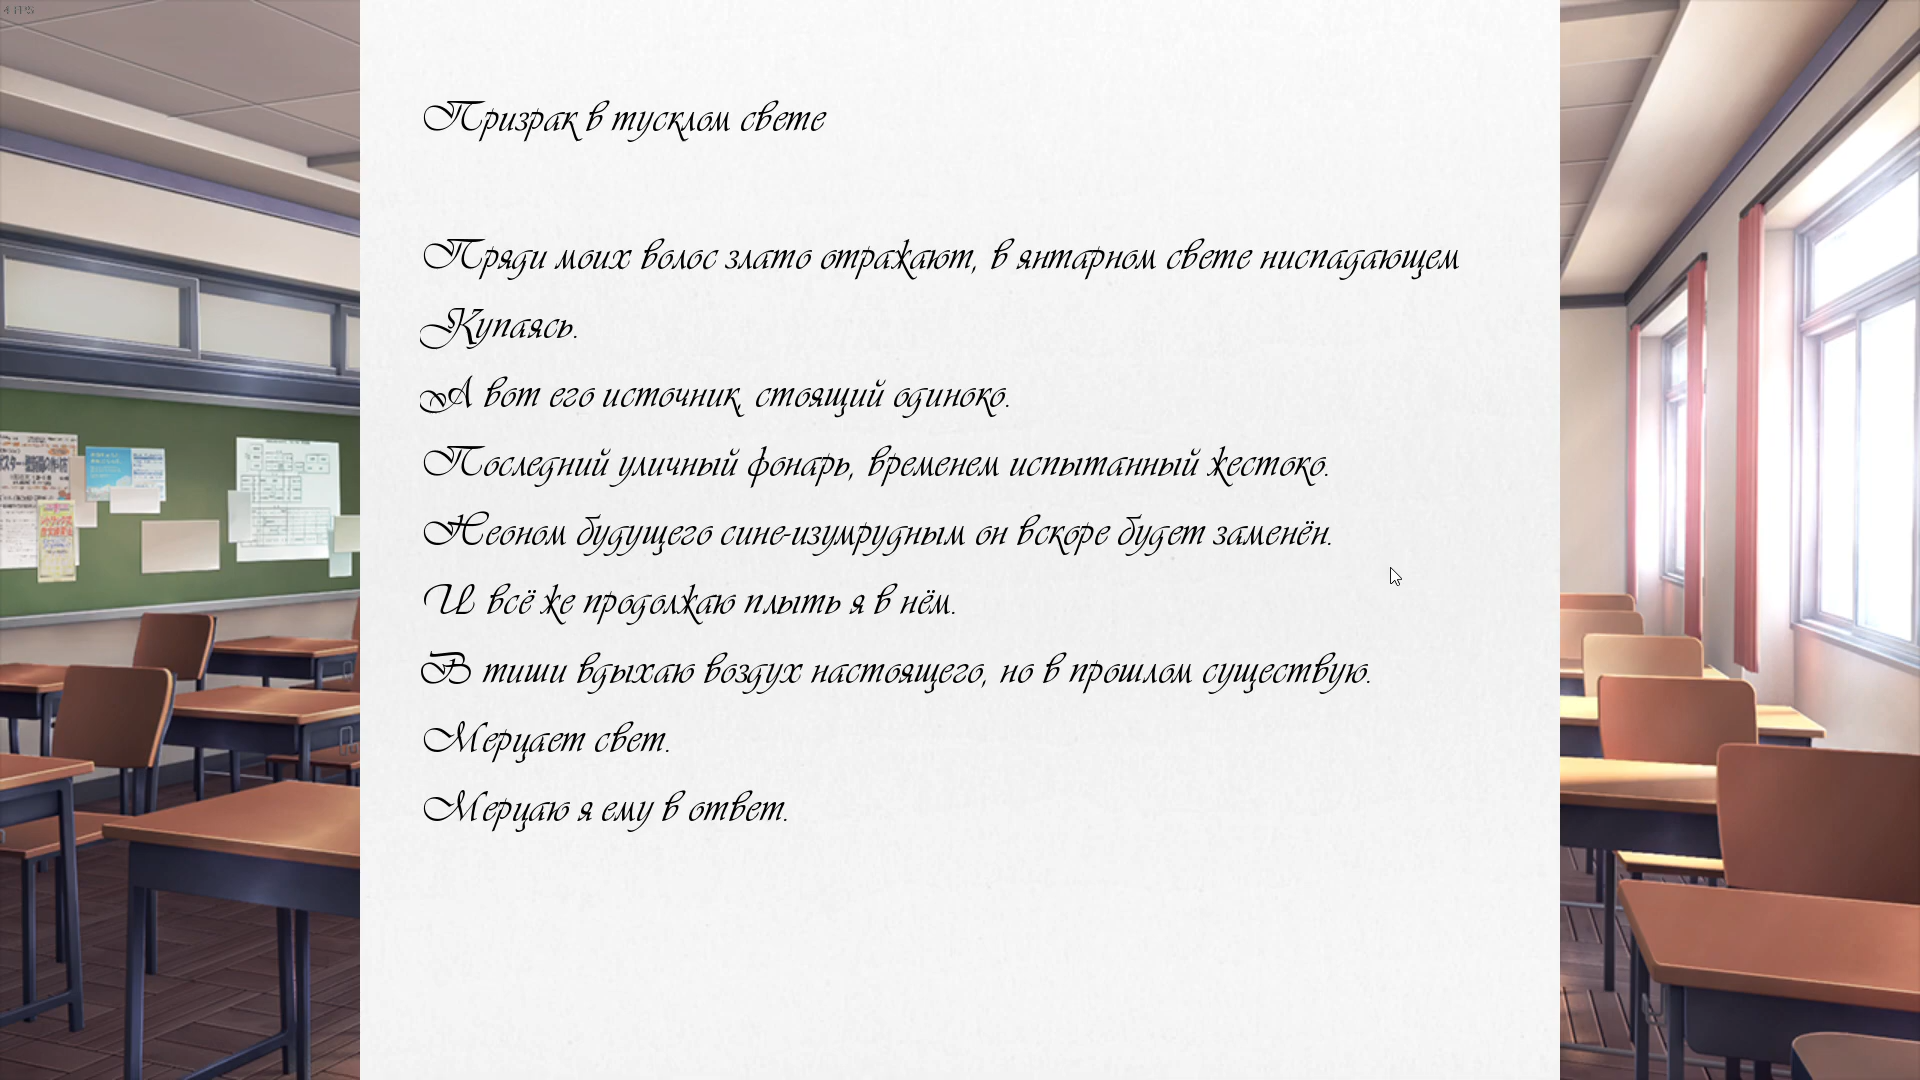 Призрак в тусклом свете
Пряди моих волос злато отражают, в янтарном свете ниспадающем
Купаясь.
А вот его источник, стоящий одиноко.
Последний уличный фонарь, временем испытанный жестоко.
Неоном будущего сине-изумрудным он вскоре будет заменён.
И всё же продолжаю плыть я в нём.
В тиши вдыхаю воздух настоящего, но в прошлом существую.
Мерцает свет.
Мерцаю я ему в ответ.